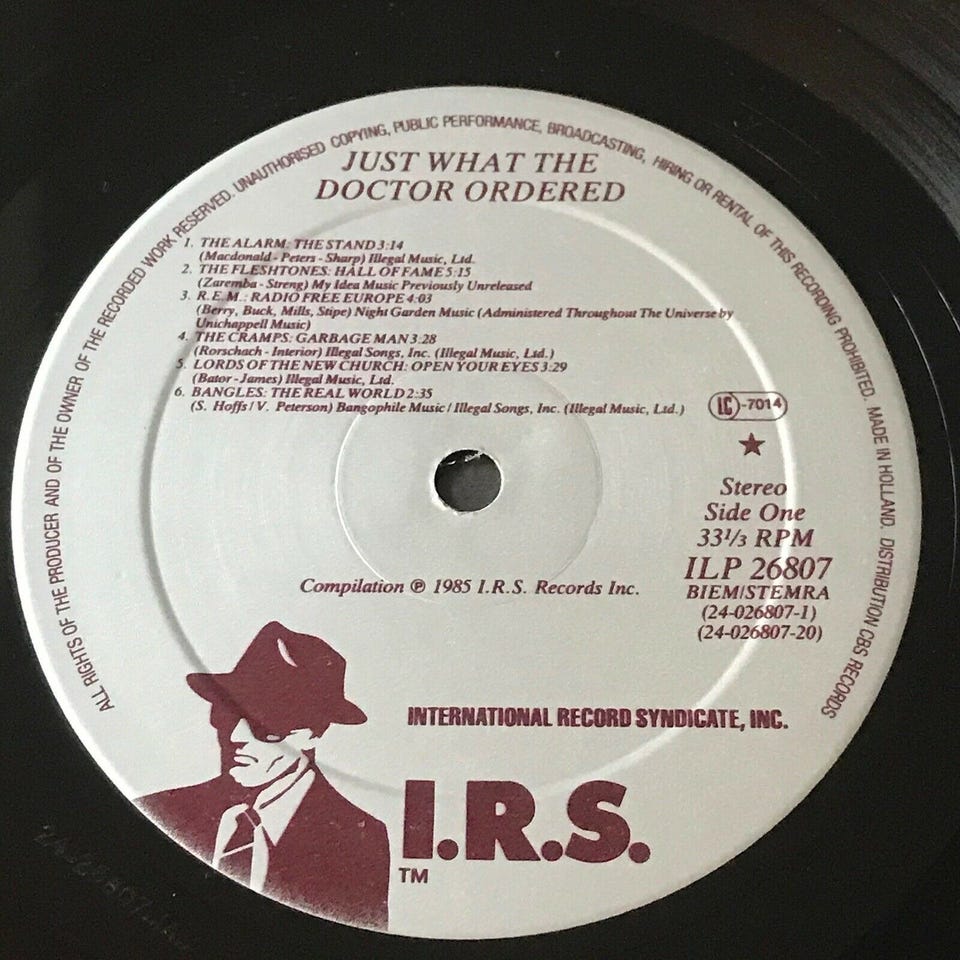 ALL RIGHTS OF THE PRODUCER AND OF THE OWNER OF THE RECORDED WORK RESERVED. UNAUTHORISED COPYING, PUBLIC PERFORMANCE, BROADCASTING, HIRING OR RENTAL OF THIS RECORDING PROHIBITED. MADE IN HOLLAND. DISTRIBUTION CBS RECORDS
JUST WHAT THE
DOCTOR ORDERED
1. THE ALARM: THE STAND 3:14
(Macdonald - Peters - Sharp) Illegal Music, Ltd.
2. THE FLESHTONES: HALL OF FAME 5:15
(Zaremba - Streng) My Idea Music Previously Unreleased
3. R.E.M.: RADIO FREE EUROPE 4:03
(Berry, Buck, Mills, Stipe) Night Garden Music (Administered Throughout The Universe by
Unichappell Music)
4. THE CRAMPS: GARBAGE MAN 3:28
(Rorschach - Interior) Illegal Songs, Inc. (Illegal Music, Ltd.)
5. LORDS OF THE NEW CHURCH: OPEN YOUR EYES 3:29
(Bator - James) Illegal Music, Ltd.
6. BANGLES: THE REAL WORLD 2:35
(S. Hoffs / V. Peterson) Bangophile Music / Illegal Songs, Inc. (Illegal Music, Ltd.)
LC -7014
Stereo
Side One
33 1/3 RPM
ILP 26807
BIEM/STEMRA
(24-026807-1)
(24-026807-20)
Compilation ℗ 1985 I.R.S. Records Inc.
INTERNATIONAL RECORD SYNDICATE, INC.
I.R.S.
TM